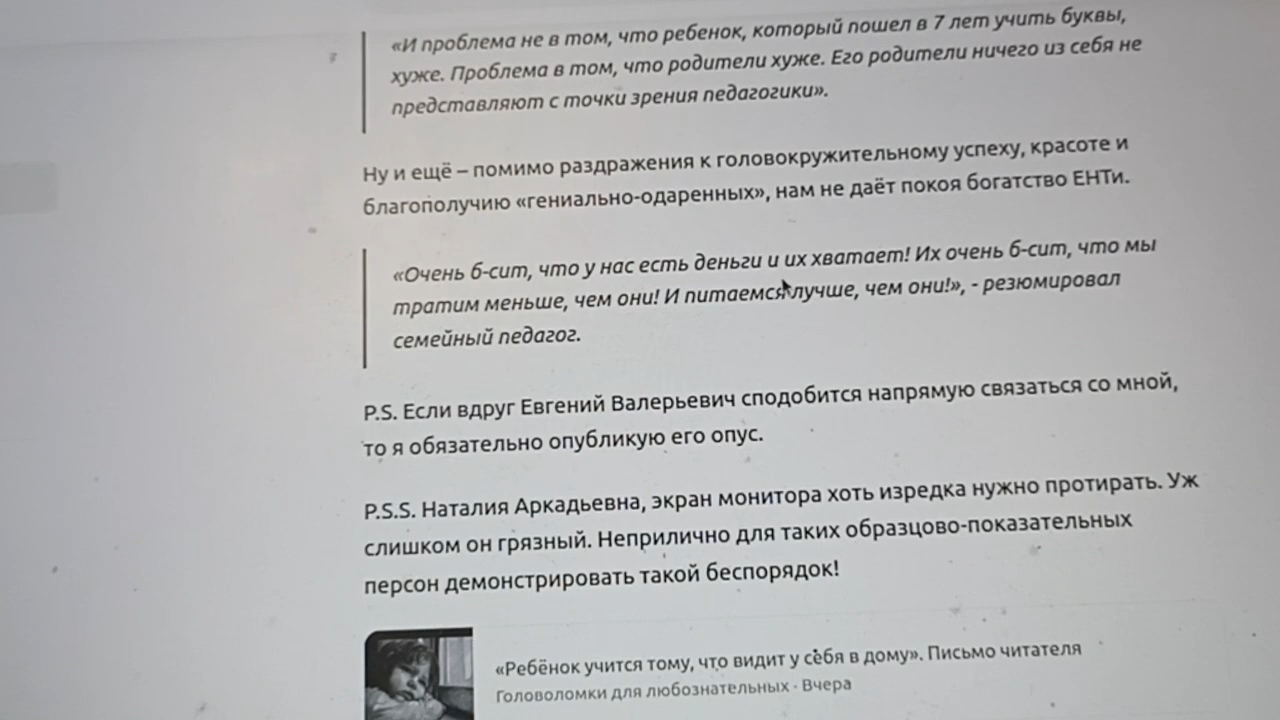 «И проблема не в том, что ребенок, который пошел в 7 лет учить буквы,
хуже. Проблема в том, что родители хуже. Его родители ничего из себя не
представляют с точки зрения педагогики».
Ну и ещё – помимо раздражения к головокружительному успеху, красоте и
благополучию «гениально-одаренных», нам не даёт покоя богатство ЕНТи.
«Очень б-сит, что у нас есть деньги и их хватает! Их очень б-сит, что мы
тратим меньше, чем они! И питаемся лучше, чем они!», - резюмировал
семейный педагог.
P.S. Если вдруг Евгений Валерьевич сподобится напрямую связаться со мной,
то я обязательно опубликую его опус.
P.S.S. Наталия Аркадьевна, экран монитора хоть изредка нужно протирать. Уж
слишком он грязный. Неприлично для таких образцово-показательных
персон демонстрировать такой беспорядок!
«Ребёнок учится тому, что видит у себя в дому». Письмо читателя
Головоломки для любознательных · Вчера